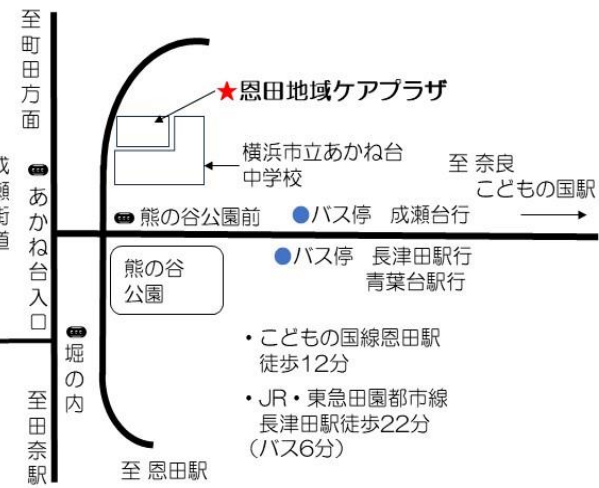 至町田方面
★恩田地域ケアプラザ
横浜市立あかね台
中学校
至 奈良
こどもの国駅
成瀬街道
あかね台入口
熊の谷公園前
●バス停 成瀬台行
●バス停 長津田駅行
青葉台駅行
熊の谷
公園
堀の内
・こどもの国線恩田駅
徒歩12分
・JR・東急田園都市線
長津田駅徒歩22分
（バス6分）
至田奈駅
至 恩田駅